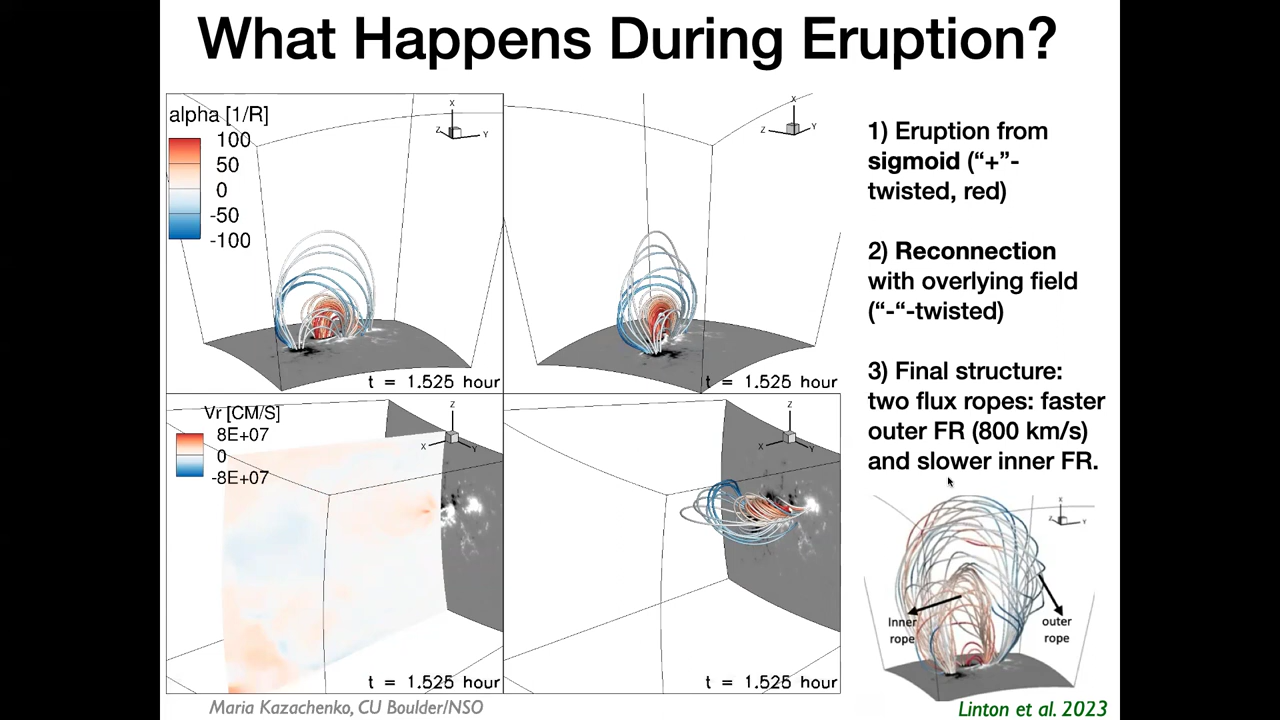 What Happens During Eruption?
alpha [1/R]
100
50
0
-50
-100
X
Z
Y
t = 1.525 hour
X
Z
Y
t = 1.525 hour
1) Eruption from
sigmoid (“+”-
twisted, red)
2) Reconnection
with overlying field
(“-“-twisted)
3) Final structure:
two flux ropes: faster
outer FR (800 km/s)
and slower inner FR.
Vr [CM/S]
8E+07
0
-8E+07
Z
X
Y
t = 1.525 hour
Z
X
Y
t = 1.525 hour
X
Z
Y
Inner
rope
outer
rope
Maria Kazachenko, CU Boulder/NSO
Linton et al. 2023